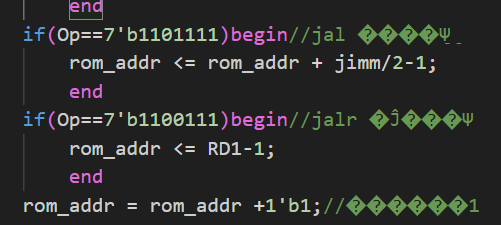 end
if(Op==7'b1101111)begin//jal ����Ψ
rom_addr <= rom_addr + jimm/2-1;
end
if(Op==7'b1100111)begin//jalr �Ĵ���Ψ
rom_addr <= RD1-1;
end
rom_addr = rom_addr +1'b1;//������1